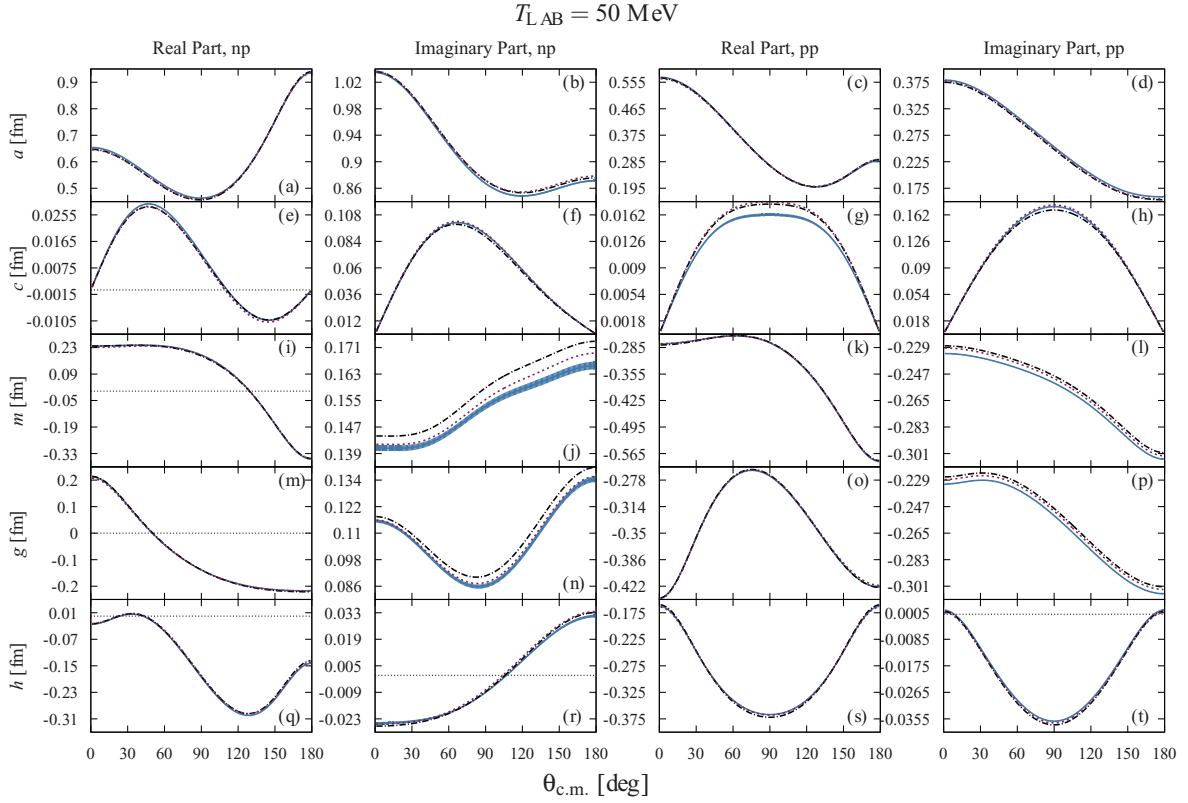 T_LAB = 50 MeV
Real Part, np
Imaginary Part, np
Real Part, pp
Imaginary Part, pp
a [fm]
0.9
0.8
0.7
0.6
0.5
(a)
1.02
0.98
0.94
0.9
0.86
(b)
0.555
0.465
0.375
0.285
0.195
(c)
0.375
0.325
0.275
0.225
0.175
(d)
c [fm]
0.0255
0.0165
0.0075
-0.0015
-0.0105
(e)
0.108
0.084
0.06
0.036
0.012
(f)
0.0162
0.0126
0.009
0.0054
0.0018
(g)
0.162
0.126
0.09
0.054
0.018
(h)
m [fm]
0.23
0.09
-0.05
-0.19
-0.33
(i)
0.171
0.163
0.155
0.147
0.139
(j)
-0.285
-0.355
-0.425
-0.495
-0.565
(k)
-0.229
-0.247
-0.265
-0.283
-0.301
(l)
g [fm]
0.2
0.1
0
-0.1
-0.2
(m)
0.134
0.122
0.11
0.098
0.086
(n)
-0.278
-0.314
-0.35
-0.386
-0.422
(o)
-0.229
-0.247
-0.265
-0.283
-0.301
(p)
h [fm]
0.01
-0.07
-0.15
-0.23
-0.31
(q)
0.033
0.019
0.005
-0.009
-0.023
(r)
-0.175
-0.225
-0.275
-0.325
-0.375
(s)
0.0005
-0.0085
-0.0175
-0.0265
-0.0355
(t)
0 30 60 90 120 150 180
0 30 60 90 120 150 180
0 30 60 90 120 150 180
0 30 60 90 120 150 180
θ_c.m. [deg]